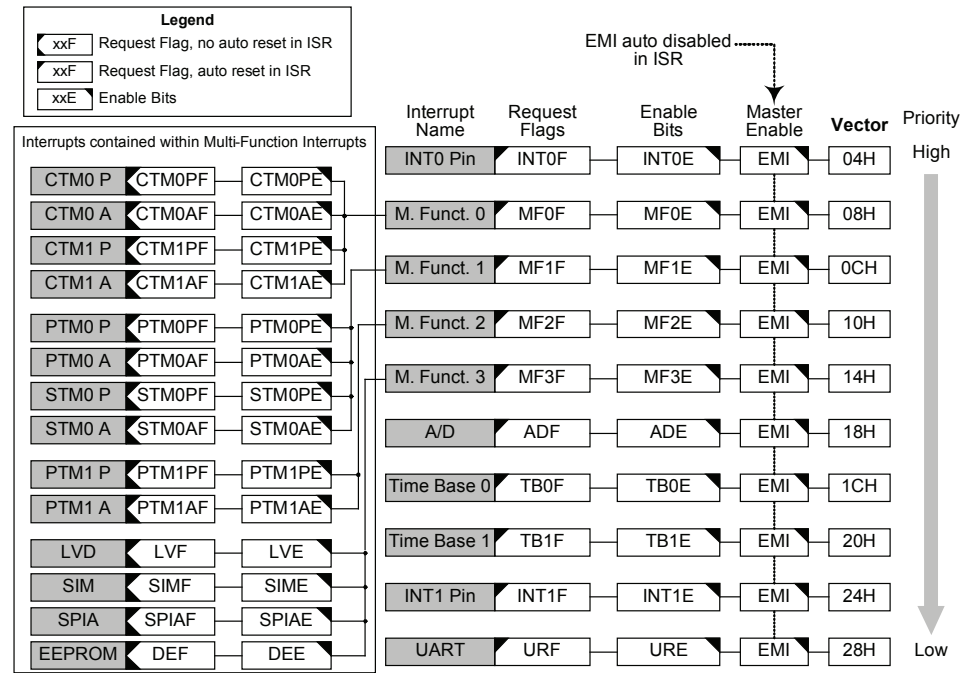 Legend
xxF Request Flag, no auto reset in ISR
xxF Request Flag, auto reset in ISR
xxE Enable Bits
EMI auto disabled
in ISR
Interrupt Name Request Flags Enable Bits Master Enable Vector Priority
INT0 Pin INT0F INT0E EMI 04H High
M. Funct. 0 MF0F MF0E EMI 08H
M. Funct. 1 MF1F MF1E EMI 0CH
M. Funct. 2 MF2F MF2E EMI 10H
M. Funct. 3 MF3F MF3E EMI 14H
A/D ADF ADE EMI 18H
Time Base 0 TB0F TB0E EMI 1CH
Time Base 1 TB1F TB1E EMI 20H
INT1 Pin INT1F INT1E EMI 24H
UART URF URE EMI 28H Low
Interrupts contained within Multi-Function Interrupts
CTM0 P CTM0PF CTM0PE
CTM0 A CTM0AF CTM0AE
CTM1 P CTM1PF CTM1PE
CTM1 A CTM1AF CTM1AE
PTM0 P PTM0PF PTM0PE
PTM0 A PTM0AF PTM0AE
STM0 P STM0PF STM0PE
STM0 A STM0AF STM0AE
PTM1 P PTM1PF PTM1PE
PTM1 A PTM1AF PTM1AE
LVD LVF LVE
SIM SIMF SIME
SPIA SPIAF SPIAE
EEPROM DEF DEE